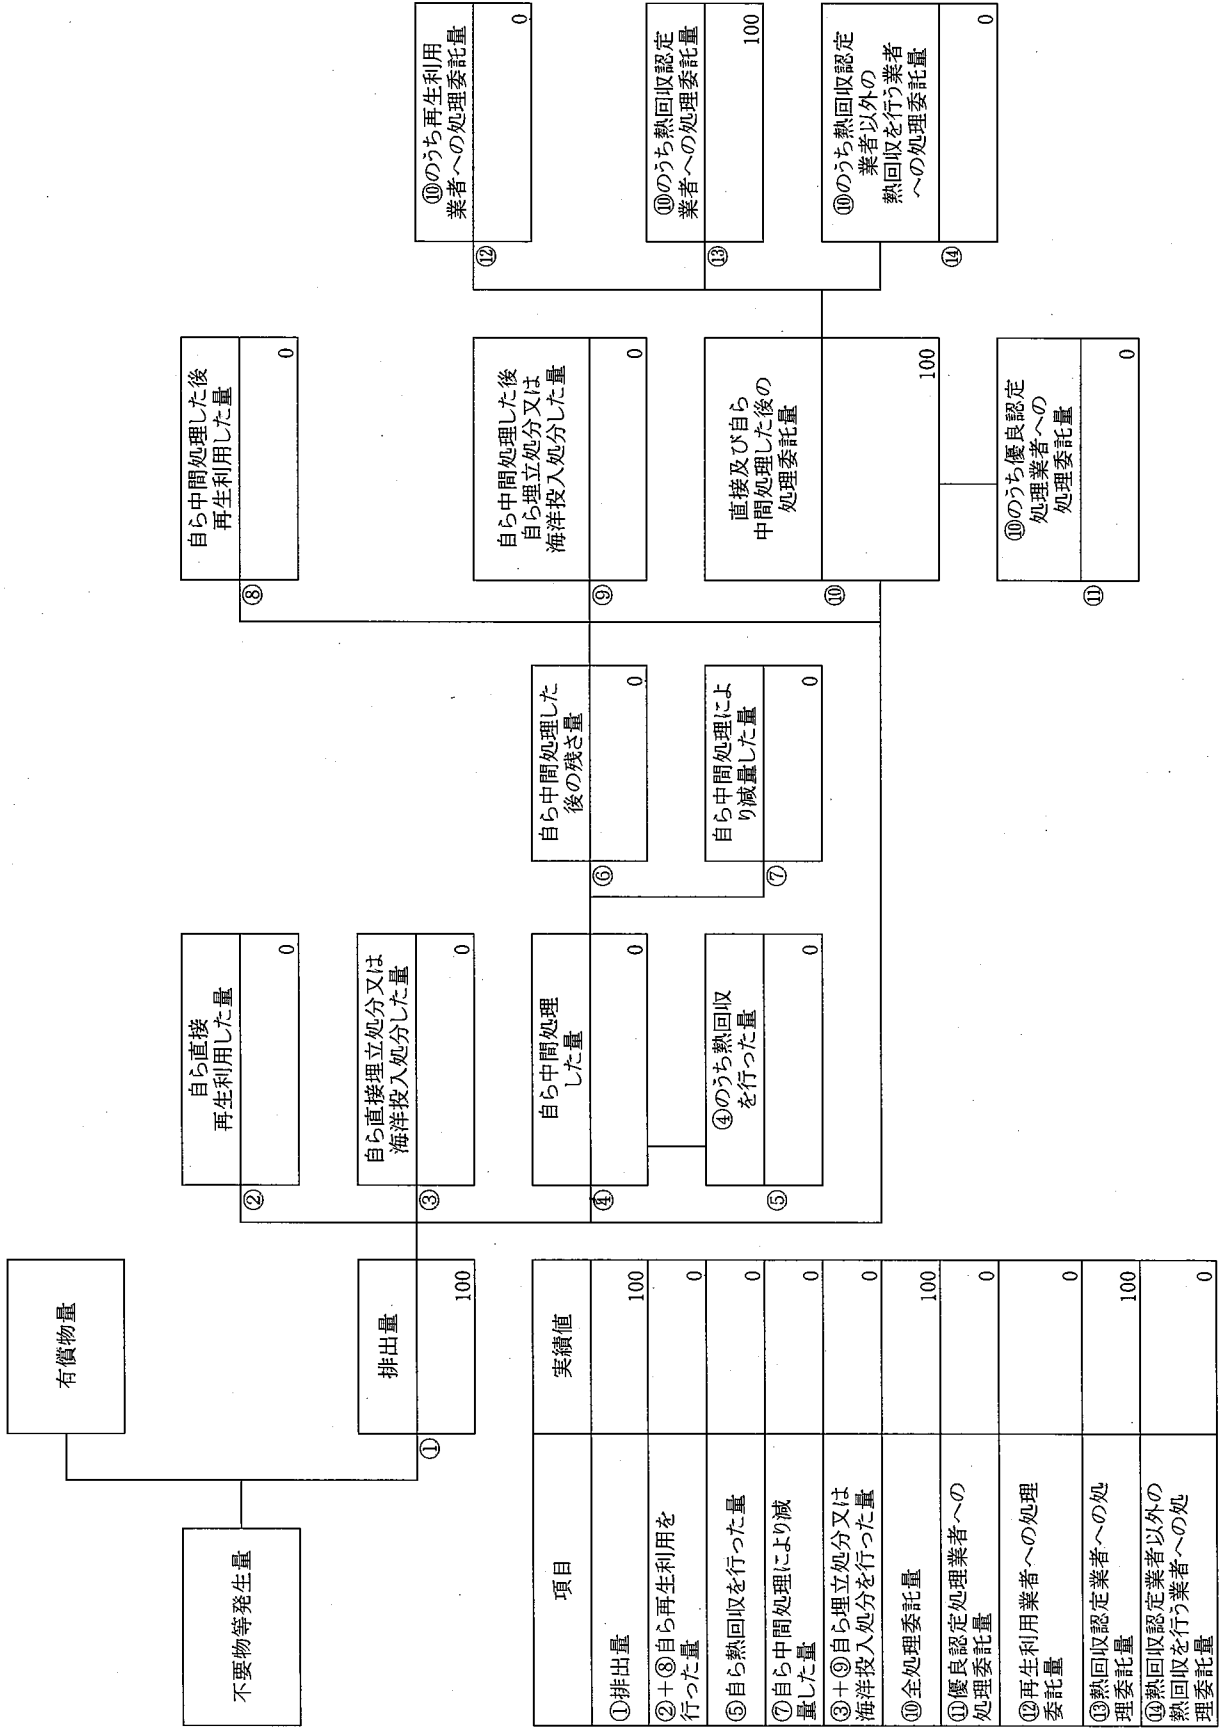 不要物等発生量
有償物量
①
排出量
100
②
自ら直接
再生利用した量
0
③
自ら直接埋立処分又は
海洋投入処分した量
0
④
自ら中間処理
した量
0
⑤
④のうち熱回収
を行った量
0
⑥
自ら中間処理した
後の残さ量
0
⑦
自ら中間処理によ
り減量した量
0
⑧
自ら中間処理した後
再生利用した量
0
⑨
自ら中間処理した後
自ら埋立処分又は
海洋投入処分した量
0
⑩
直接及び自ら
中間処理した後の
処理委託量
100
⑪
⑩のうち優良認定
処理業者への
処理委託量
0
⑫
⑩のうち再生利用
業者への処理委託量
0
⑬
⑩のうち熱回収認定
業者への処理委託量
100
⑭
⑩のうち熱回収認定
業者以外の
熱回収を行う業者
への処理委託量
0
項目
実績値
①排出量
100
②+⑧自ら再生利用を
行った量
0
⑤自ら熱回収を行った量
0
⑦自ら中間処理により減
量した量
0
③+⑨自ら埋立処分又は
海洋投入処分を行った量
0
⑩全処理委託量
100
⑪優良認定処理業者への
処理委託量
0
⑫再生利用業者への処理
委託量
0
⑬熱回収認定業者への処
理委託量
100
⑭熱回収認定業者以外の
熱回収を行う業者への処
理委託量
0